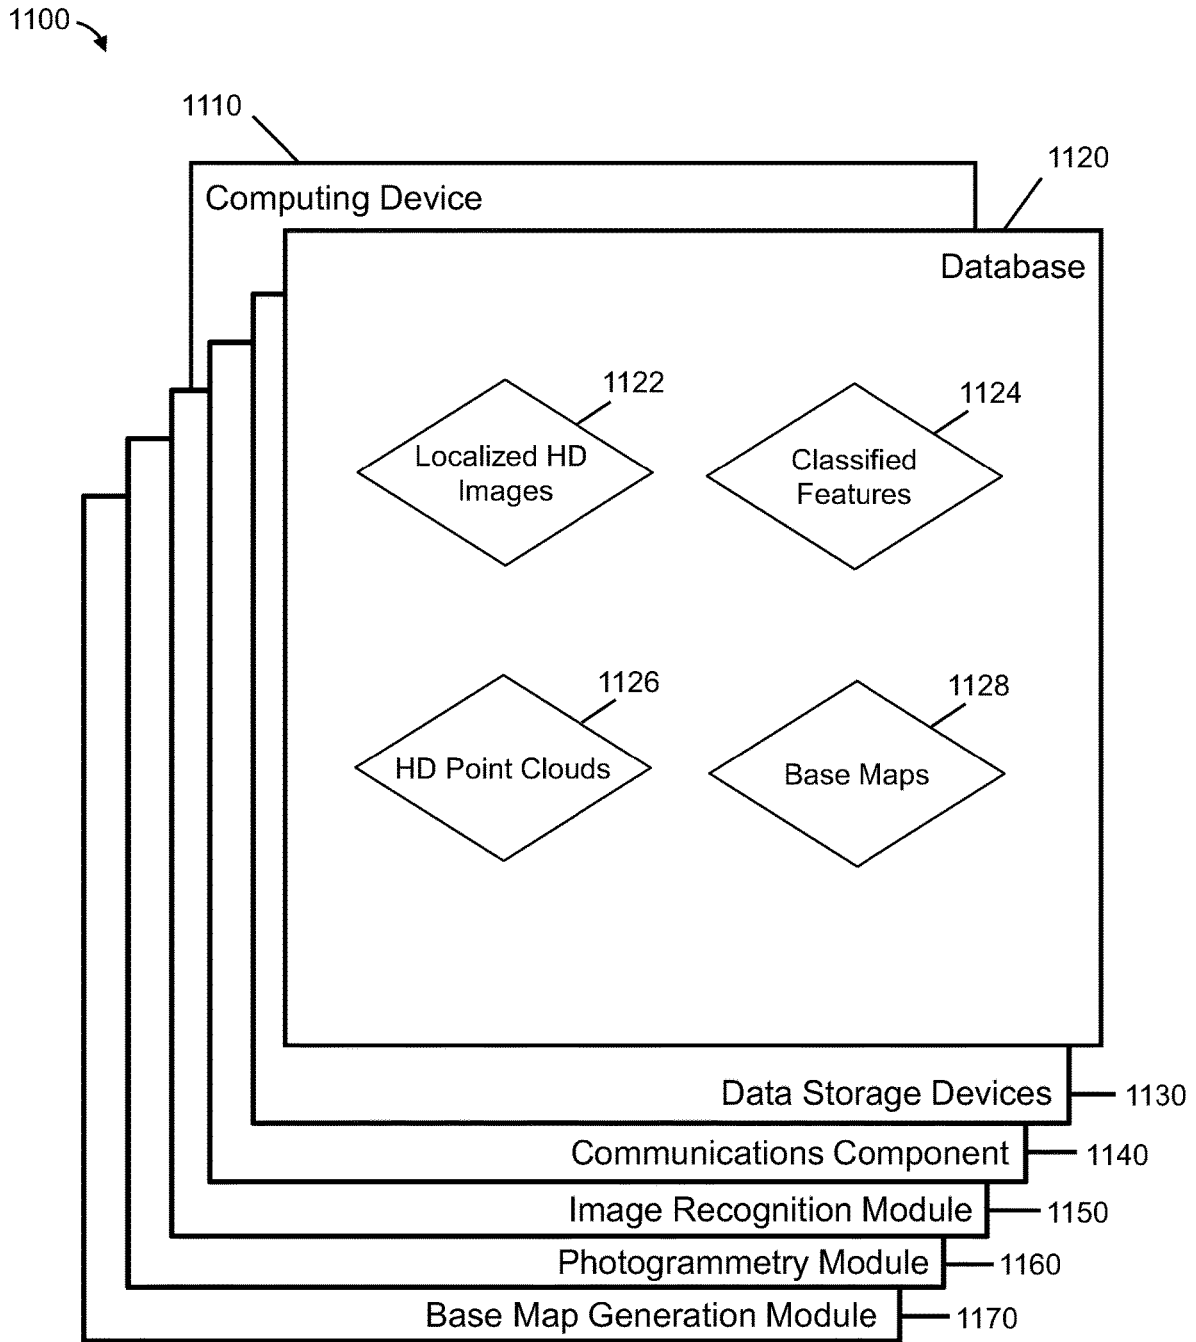 1100
1110
1120
Computing Device
Database
1122
1124
Localized HD
Images
Classified
Features
1126
1128
HD Point Clouds
Base Maps
Data Storage Devices
1130
Communications Component
1140
Image Recognition Module
1150
Photogrammetry Module
1160
Base Map Generation Module
1170